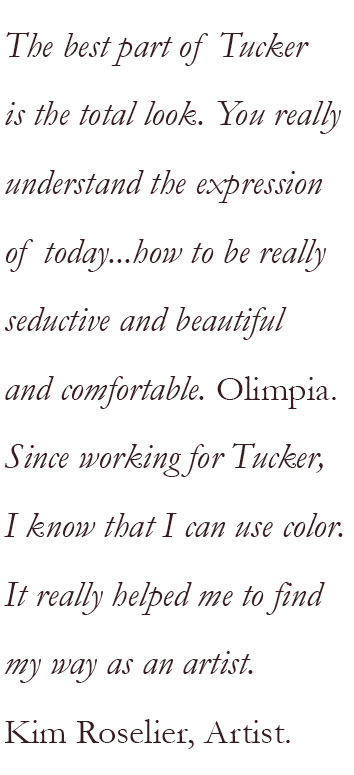 The best part of Tucker
is the total look. You really
understand the expression
of today...how to be really
seductive and beautiful
and comfortable. Olimpia.
Since working for Tucker,
I know that I can use color.
It really helped me to find
my way as an artist.
Kim Roselier, Artist.